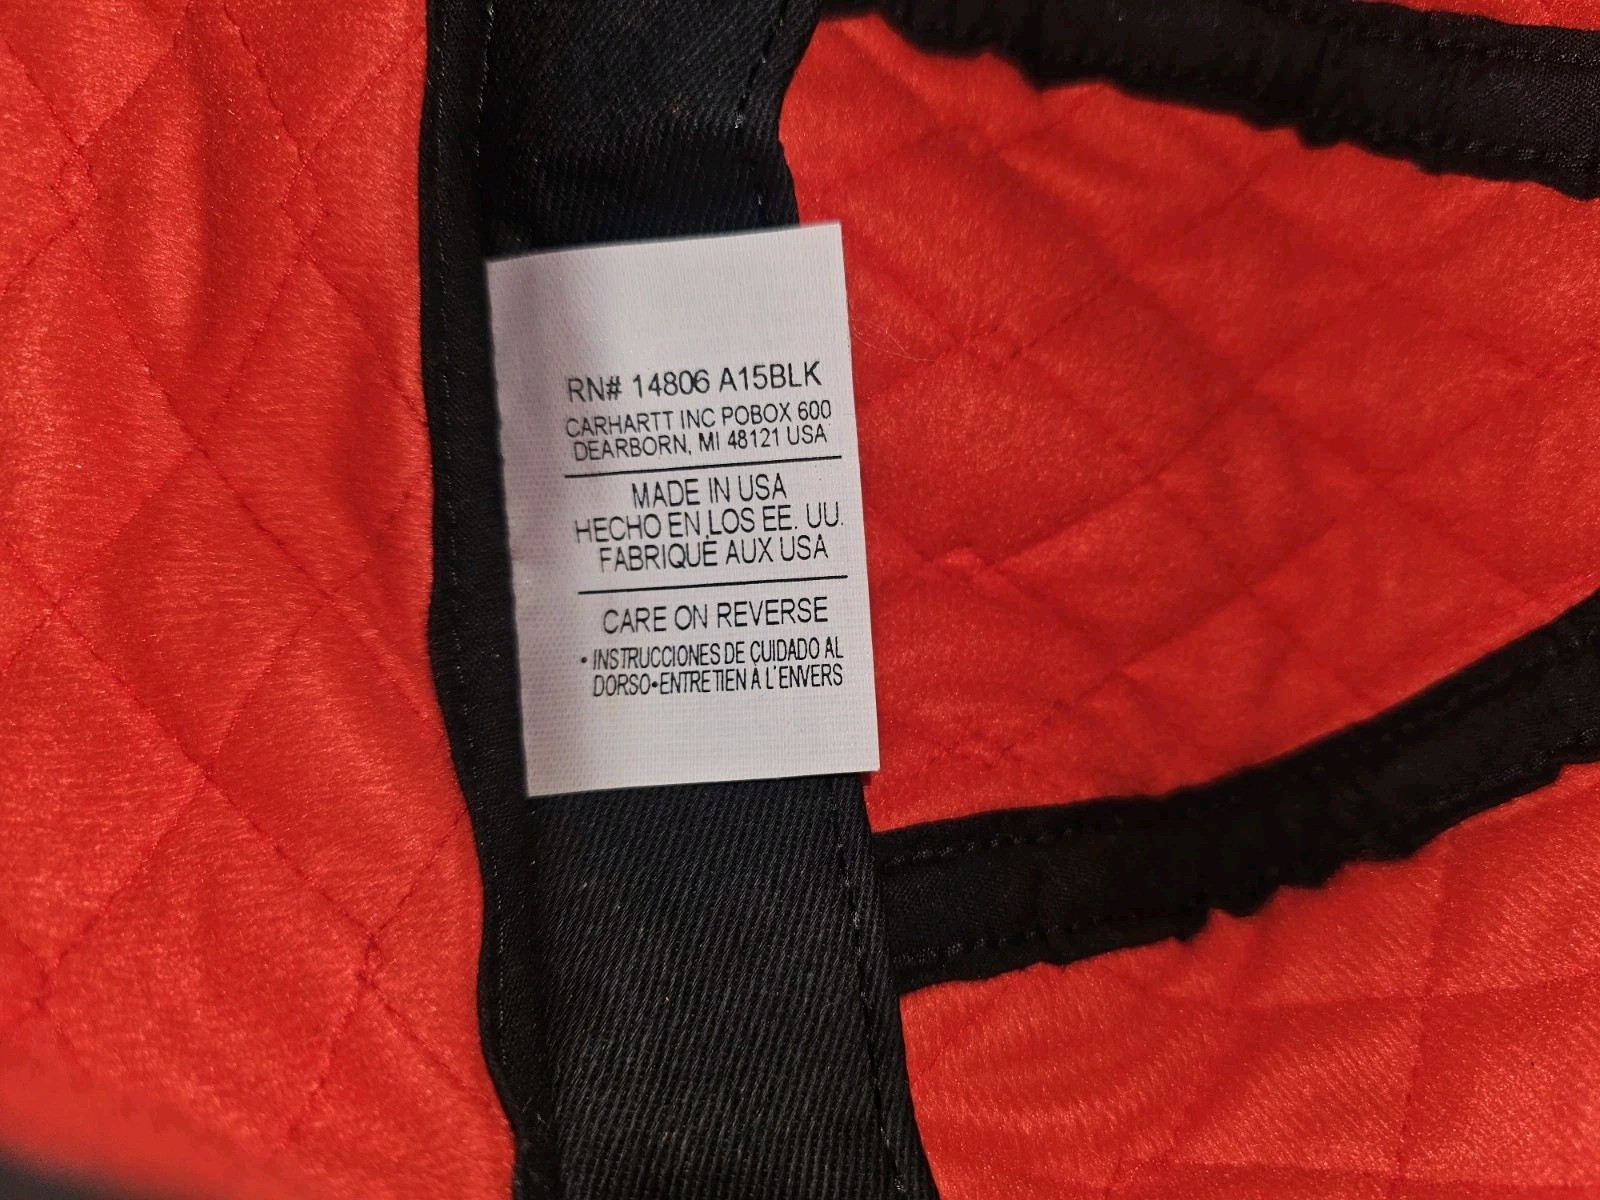 RN# 14806 A15BLK
CARHARTT INC POBOX 600
DEARBORN, MI 48121 USA
MADE IN USA
HECHO EN LOS EE. UU.
FABRIQUÉ AUX USA
CARE ON REVERSE
• INSTRUCCIONES DE CUIDADO AL
DORSO•ENTRETIEN À L'ENVERS